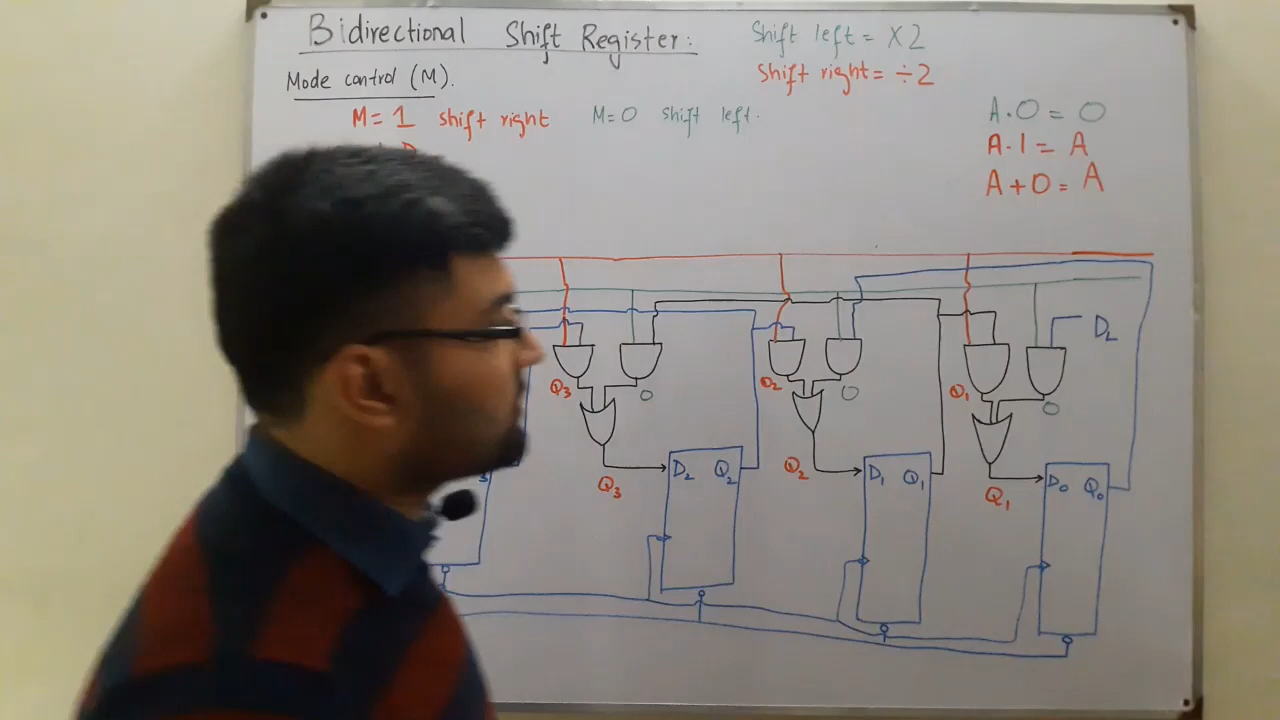 Bidirectional Shift Register:
Shift left = ×2
Shift right = ÷2
Mode control (M).
M = 1 shift right M = 0 shift left.
A.0 = 0
A.1 = A
A+0 = A
D_L
Q₃ 0 Q₂ 0 Q₁ 0
D₂ Q₂ D₁ Q₁ D₀ Q₀
Q₃ Q₂ Q₁